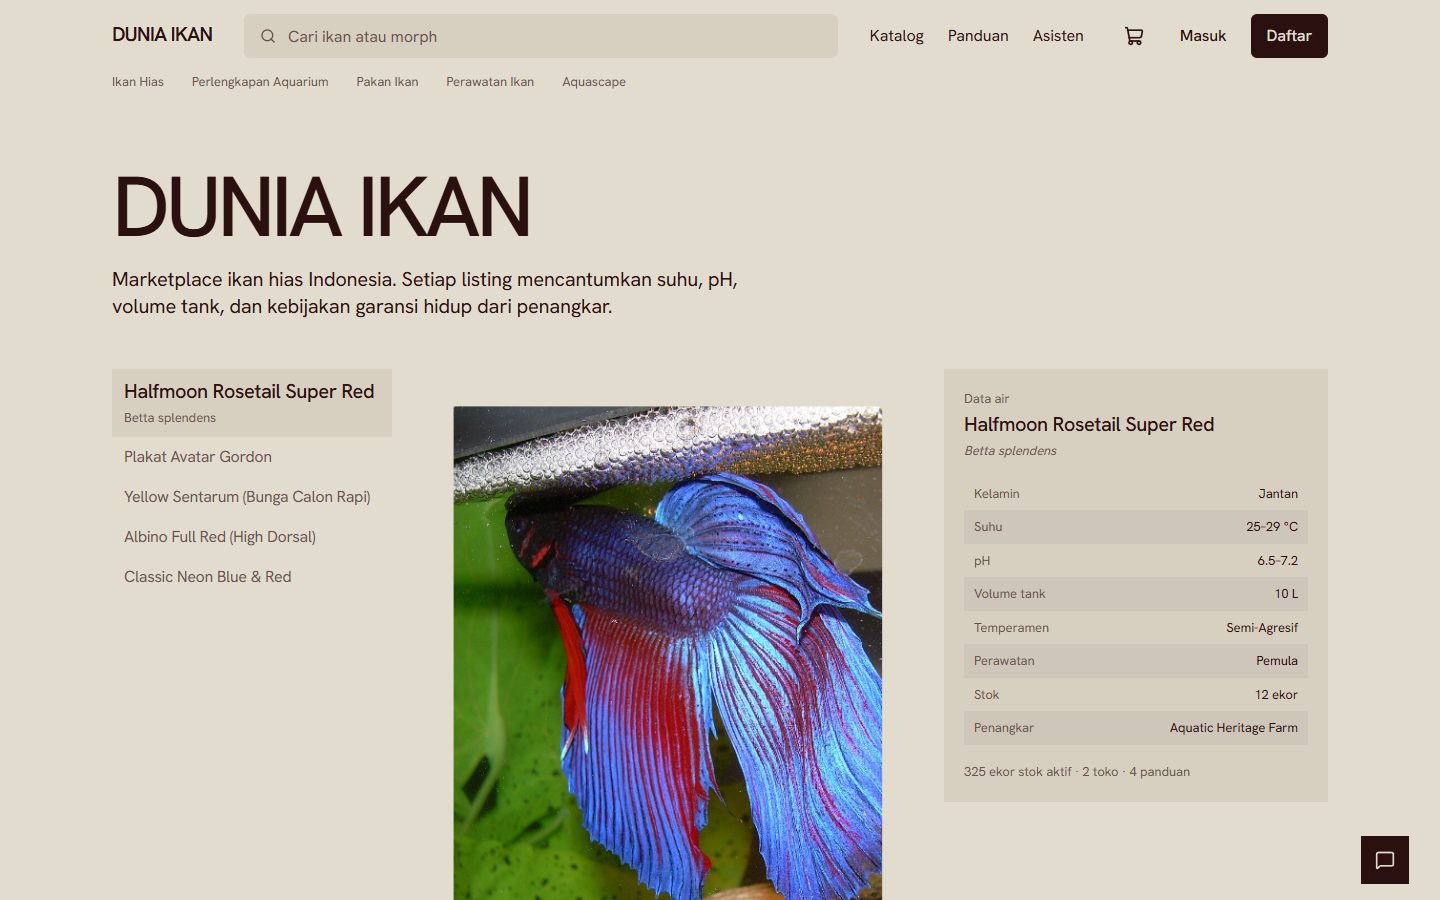 DUNIA IKAN
Cari ikan atau morph
Katalog
Panduan
Asisten
Masuk
Daftar
Ikan Hias
Perlengkapan Aquarium
Pakan Ikan
Perawatan Ikan
Aquascape
DUNIA IKAN
Marketplace ikan hias Indonesia. Setiap listing mencantumkan suhu, pH,
volume tank, dan kebijakan garansi hidup dari penangkar.
Halfmoon Rosetail Super Red
Betta splendens
Plakat Avatar Gordon
Yellow Sentarum (Bunga Calon Rapi)
Albino Full Red (High Dorsal)
Classic Neon Blue & Red
Data air
Halfmoon Rosetail Super Red
Betta splendens
Kelamin Jantan
Suhu 25–29 °C
pH 6.5–7.2
Volume tank 10 L
Temperamen Semi-Agresif
Perawatan Pemula
Stok 12 ekor
Penangkar Aquatic Heritage Farm
325 ekor stok aktif · 2 toko · 4 panduan